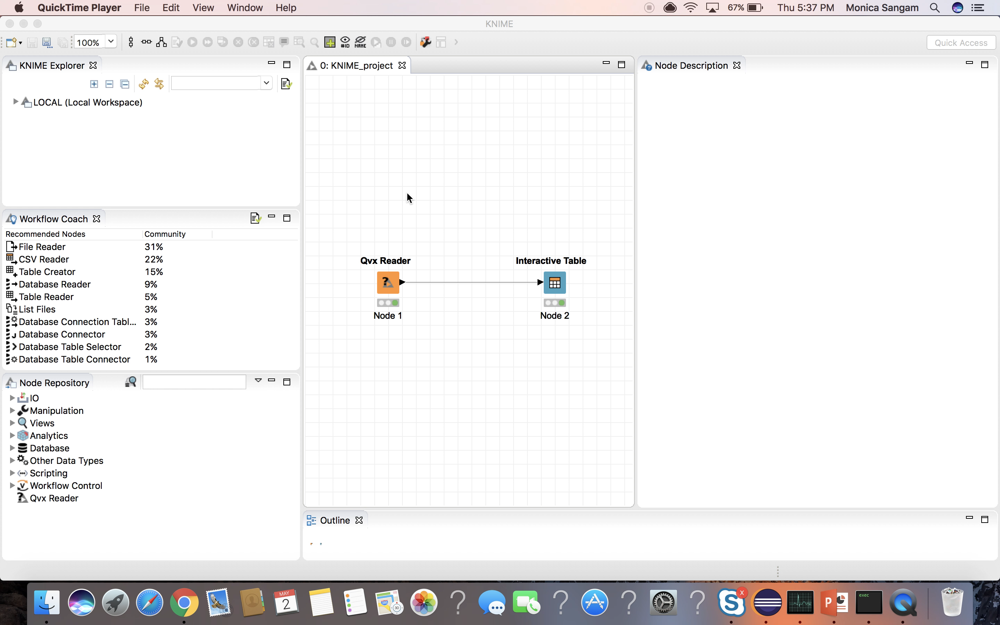 QuickTime Player File Edit View Window Help 67% Thu 5:37 PM Monica Sangam
KNIME
100% #ID NAME Quick Access
KNIME Explorer
LOCAL (Local Workspace)
Workflow Coach
Recommended Nodes Community
File Reader 31%
CSV Reader 22%
Table Creator 15%
Database Reader 9%
Table Reader 5%
List Files 3%
Database Connection Tabl... 3%
Database Connector 3%
Database Table Selector 2%
Database Table Connector 1%
Node Repository
IO
Manipulation
Views
Analytics
Database
Other Data Types
Scripting
Workflow Control
Qvx Reader
0: KNIME_project
Qvx Reader Interactive Table
Node 1 Node 2
Node Description
Outline
MAY
2
280
3D
S
X
P
exec